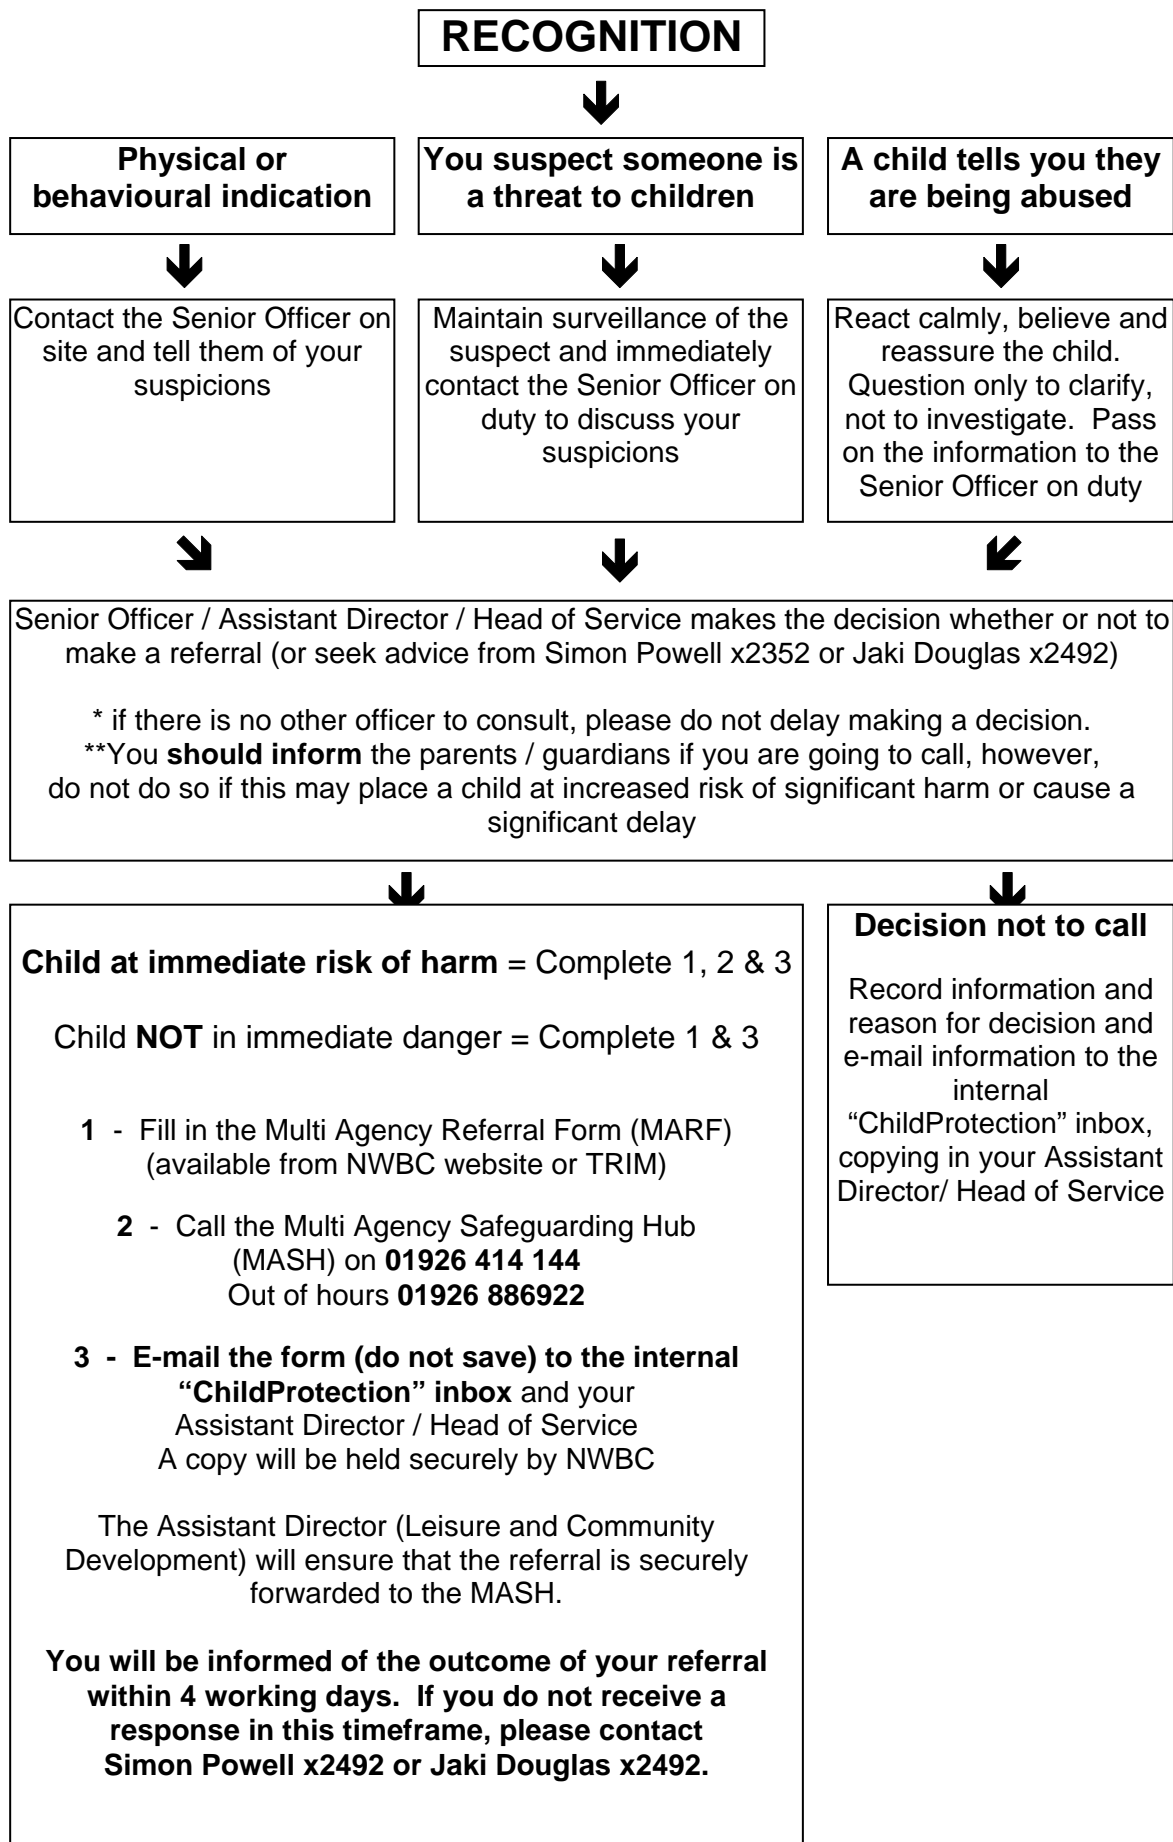 RECOGNITION
Physical or
behavioural indication
You suspect someone is
a threat to children
A child tells you they
are being abused
Contact the Senior Officer on
site and tell them of your
suspicions
Maintain surveillance of the
suspect and immediately
contact the Senior Officer on
duty to discuss your
suspicions
React calmly, believe and
reassure the child.
Question only to clarify,
not to investigate.  Pass
on the information to the
Senior Officer on duty
Senior Officer / Assistant Director / Head of Service makes the decision whether or not to
make a referral (or seek advice from Simon Powell x2352 or Jaki Douglas x2492)
* if there is no other officer to consult, please do not delay making a decision.
**You should inform the parents / guardians if you are going to call, however,
do not do so if this may place a child at increased risk of significant harm or cause a
significant delay
Child at immediate risk of harm = Complete 1, 2 & 3
Child NOT in immediate danger = Complete 1 & 3
1 - Fill in the Multi Agency Referral Form (MARF)
(available from NWBC website or TRIM)
2 - Call the Multi Agency Safeguarding Hub
(MASH) on 01926 414 144
Out of hours 01926 886922
3 - E-mail the form (do not save) to the internal
“ChildProtection” inbox and your
Assistant Director / Head of Service
A copy will be held securely by NWBC
The Assistant Director (Leisure and Community
Development) will ensure that the referral is securely
forwarded to the MASH.
You will be informed of the outcome of your referral
within 4 working days.  If you do not receive a
response in this timeframe, please contact
Simon Powell x2492 or Jaki Douglas x2492.
Decision not to call
Record information and
reason for decision and
e-mail information to the
internal
“ChildProtection” inbox,
copying in your Assistant
Director/ Head of Service